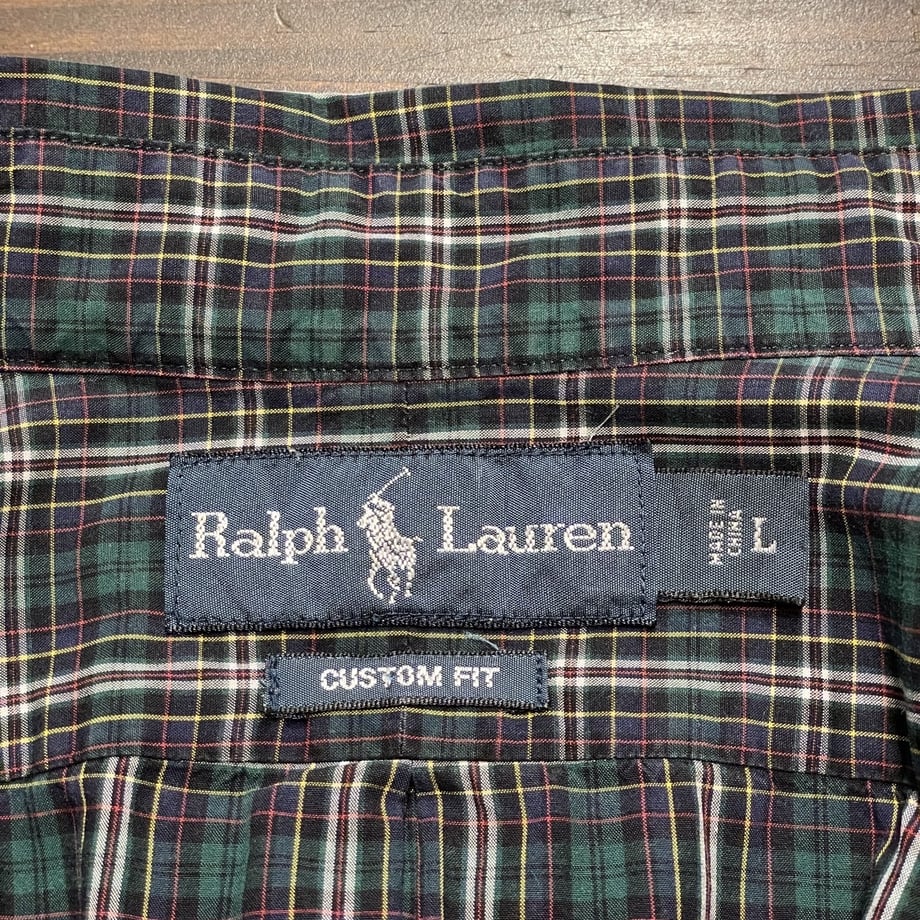 Ralph Lauren
MADE IN
CHINA
L
CUSTOM FIT